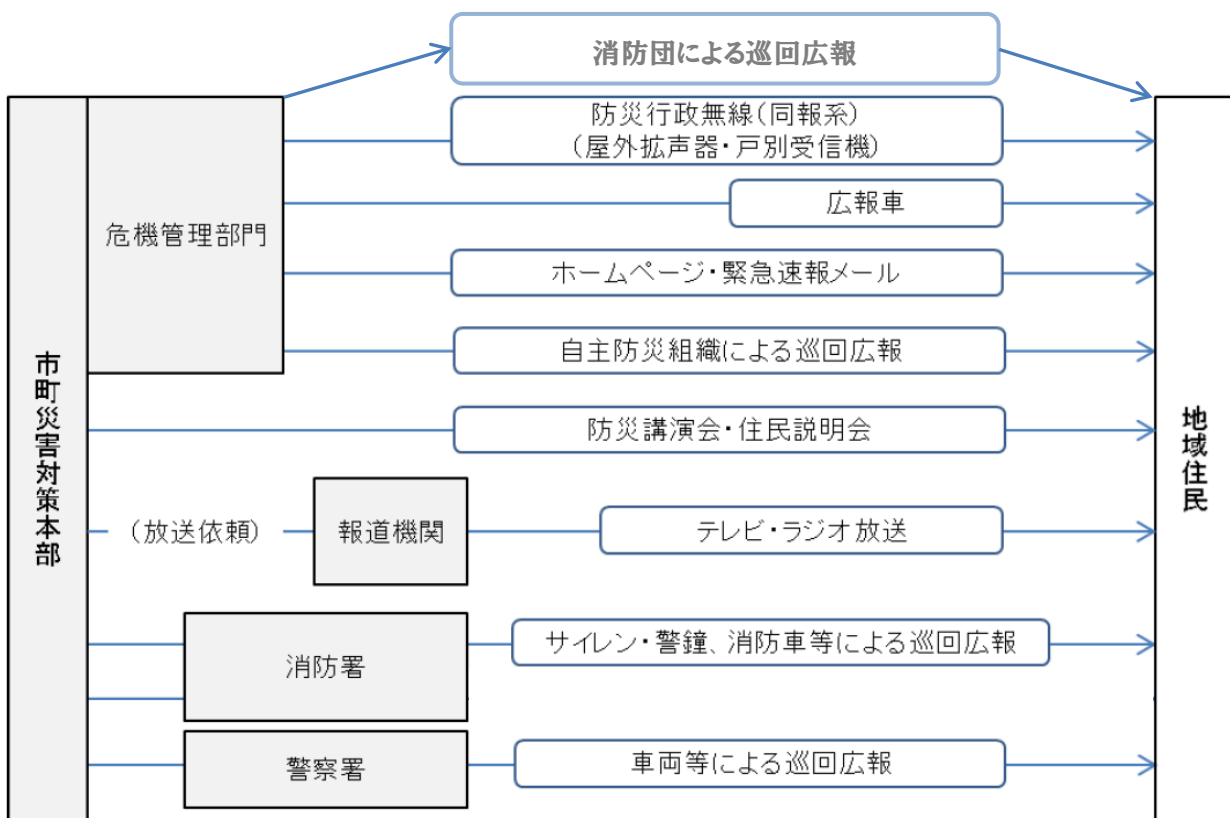 消防団による巡回広報
防災行政無線(同報系)
(屋外拡声器・戸別受信機)
広報車
危機管理部門
ホームページ・緊急速報メール
自主防災組織による巡回広報
市町災害対策本部
防災講演会・住民説明会
地域住民
(放送依頼)
報道機関
テレビ・ラジオ放送
サイレン・警鐘、消防車等による巡回広報
消防署
車両等による巡回広報
警察署